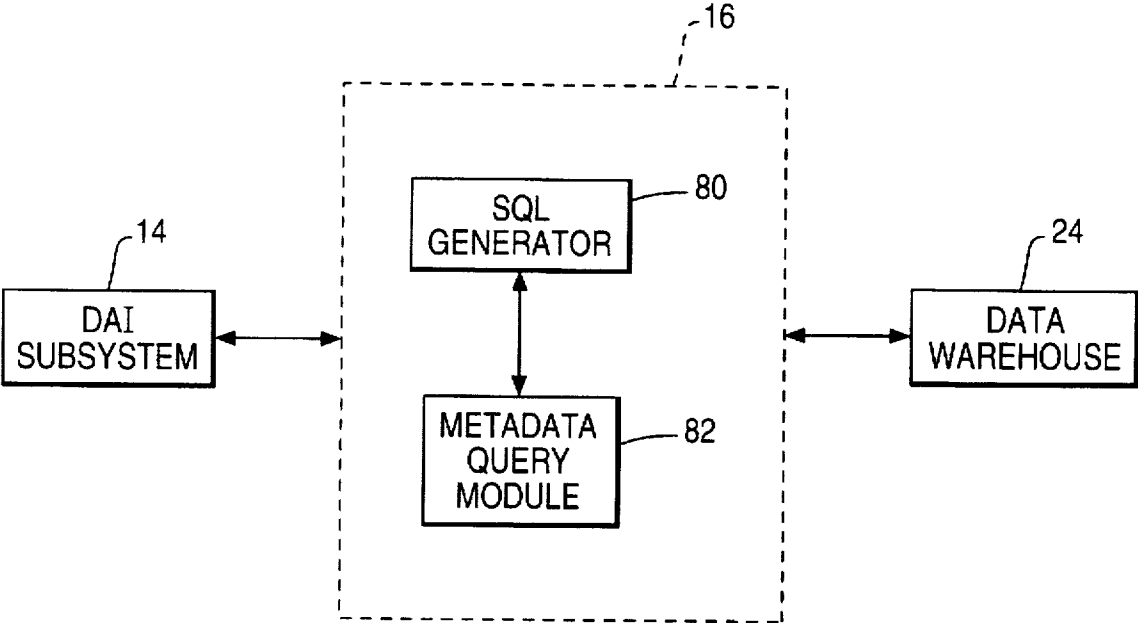 16
SQL
GENERATOR
80
14
DAI
SUBSYSTEM
24
DATA
WAREHOUSE
METADATA
QUERY
MODULE
82